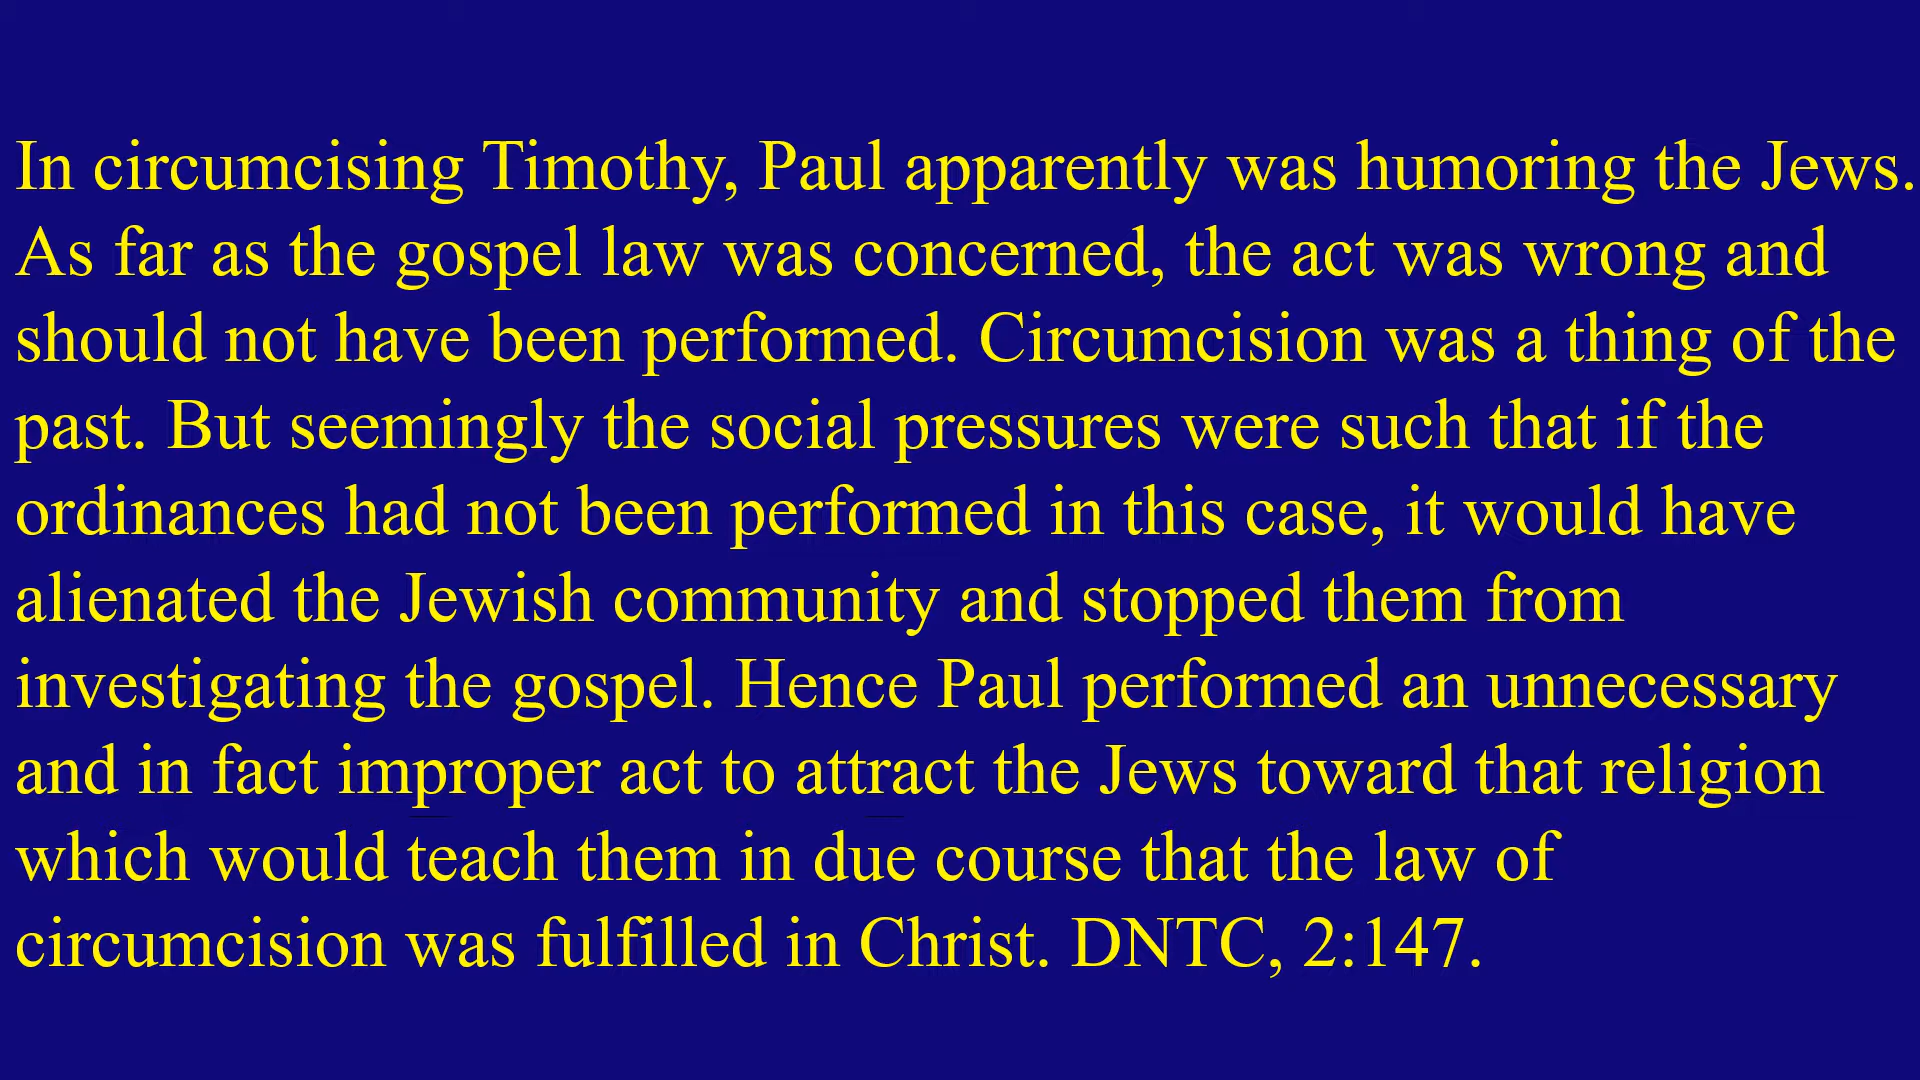 In circumcising Timothy, Paul apparently was humoring the Jews.
As far as the gospel law was concerned, the act was wrong and
should not have been performed. Circumcision was a thing of the
past. But seemingly the social pressures were such that if the
ordinances had not been performed in this case, it would have
alienated the Jewish community and stopped them from
investigating the gospel. Hence Paul performed an unnecessary
and in fact improper act to attract the Jews toward that religion
which would teach them in due course that the law of
circumcision was fulfilled in Christ. DNTC, 2:147.